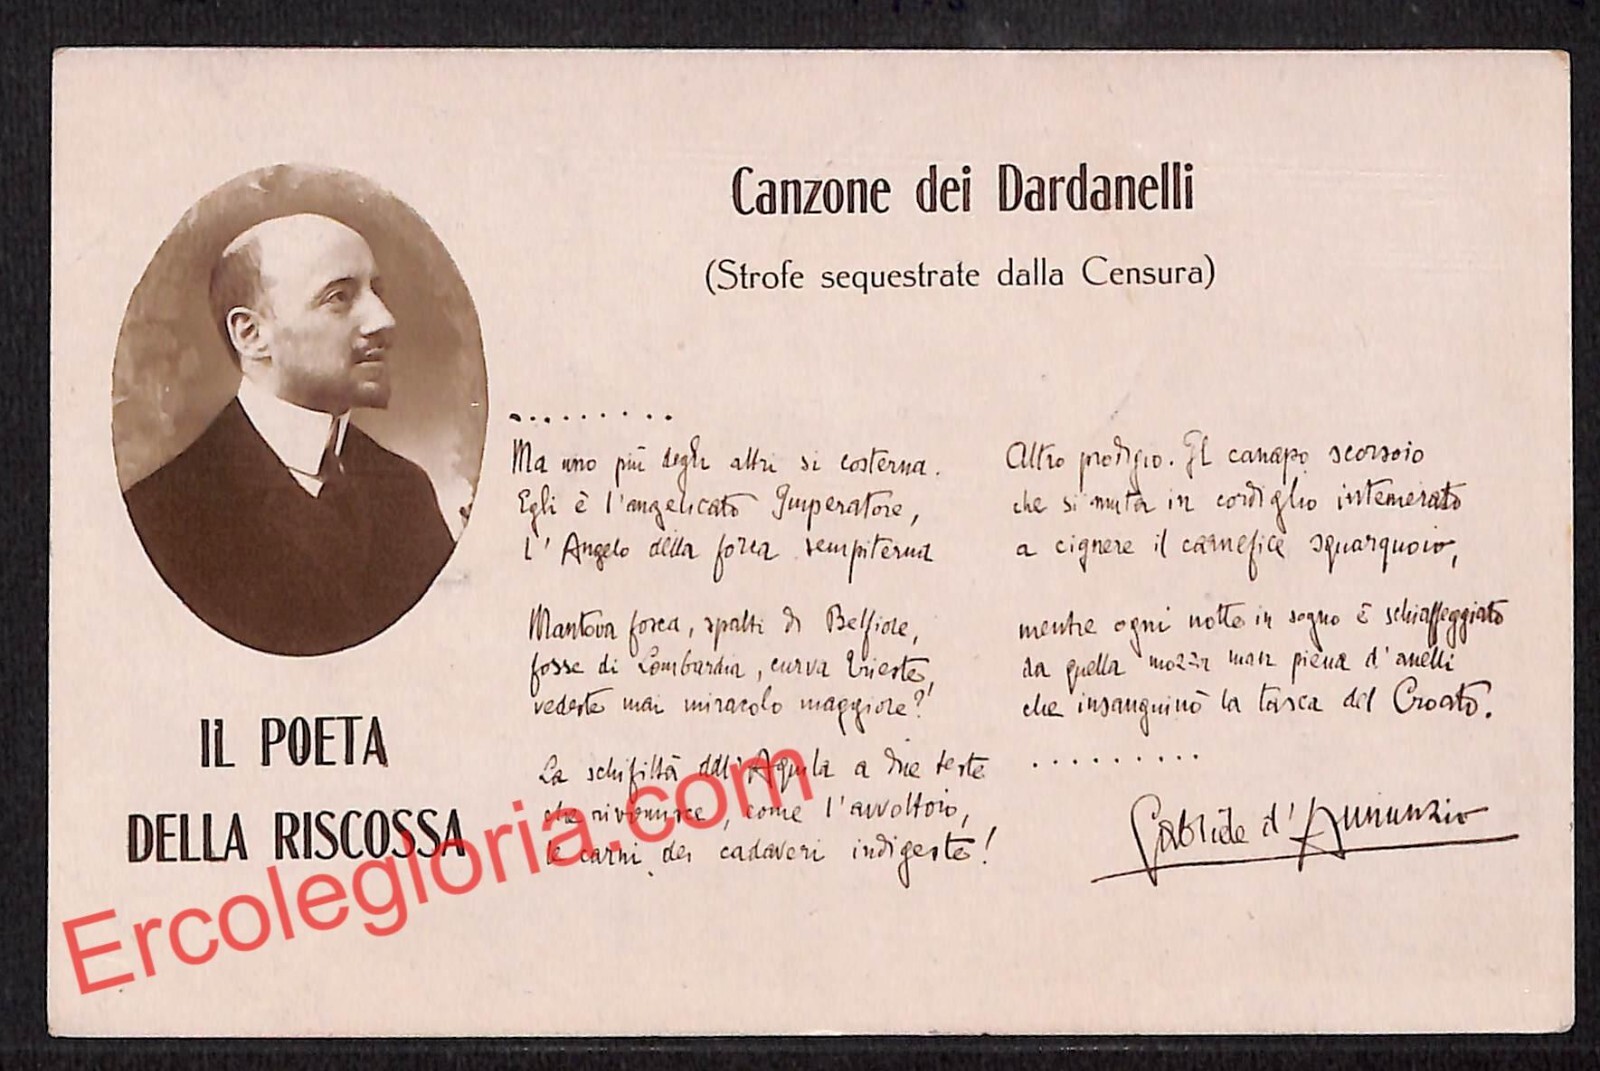 Canzone dei Dardanelli
(Strofe sequestrate dalla Censura)
.........
Ma uno più degli altri si costerna.
Egli è l'angelicato Imperatore,
l'Angelo della forca sempiterna
Mantova fosca, spalti di Belfiore,
fosse di Lombardia, curva Trieste,
vedeste mai miracolo maggiore?
La schifiltà dell'Aquila a due teste
che rivomisce, come l'avvoltoio,
le carni dei cadaveri indigeste!
Altro prodigio. Il canapo scorsoio
che si muta in cordiglio intemerato
a cignere il carnefice squarquoio,
mentre ogni notte in sogno è schiaffeggiato
da quella mozza man piena d'anelli
che insanguinò la tasca del Croato.
.........
Gabriele d'Annunzio
IL POETA
DELLA RISCOSSA
Ercolegloria.com